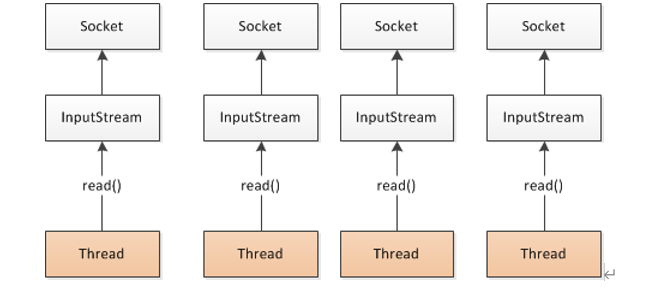 Socket Socket Socket Socket
InputStream InputStream InputStream InputStream
read() read() read() read()
Thread Thread Thread Thread